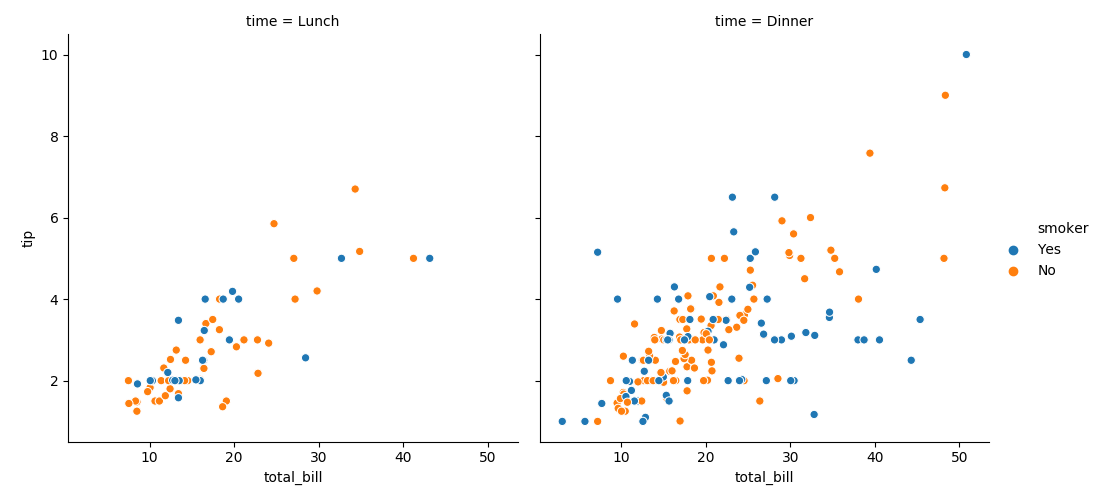 time = Lunch
time = Dinner
10
8
6
4
2
tip
10 20 30 40 50
10 20 30 40 50
total_bill
total_bill
smoker
Yes
No